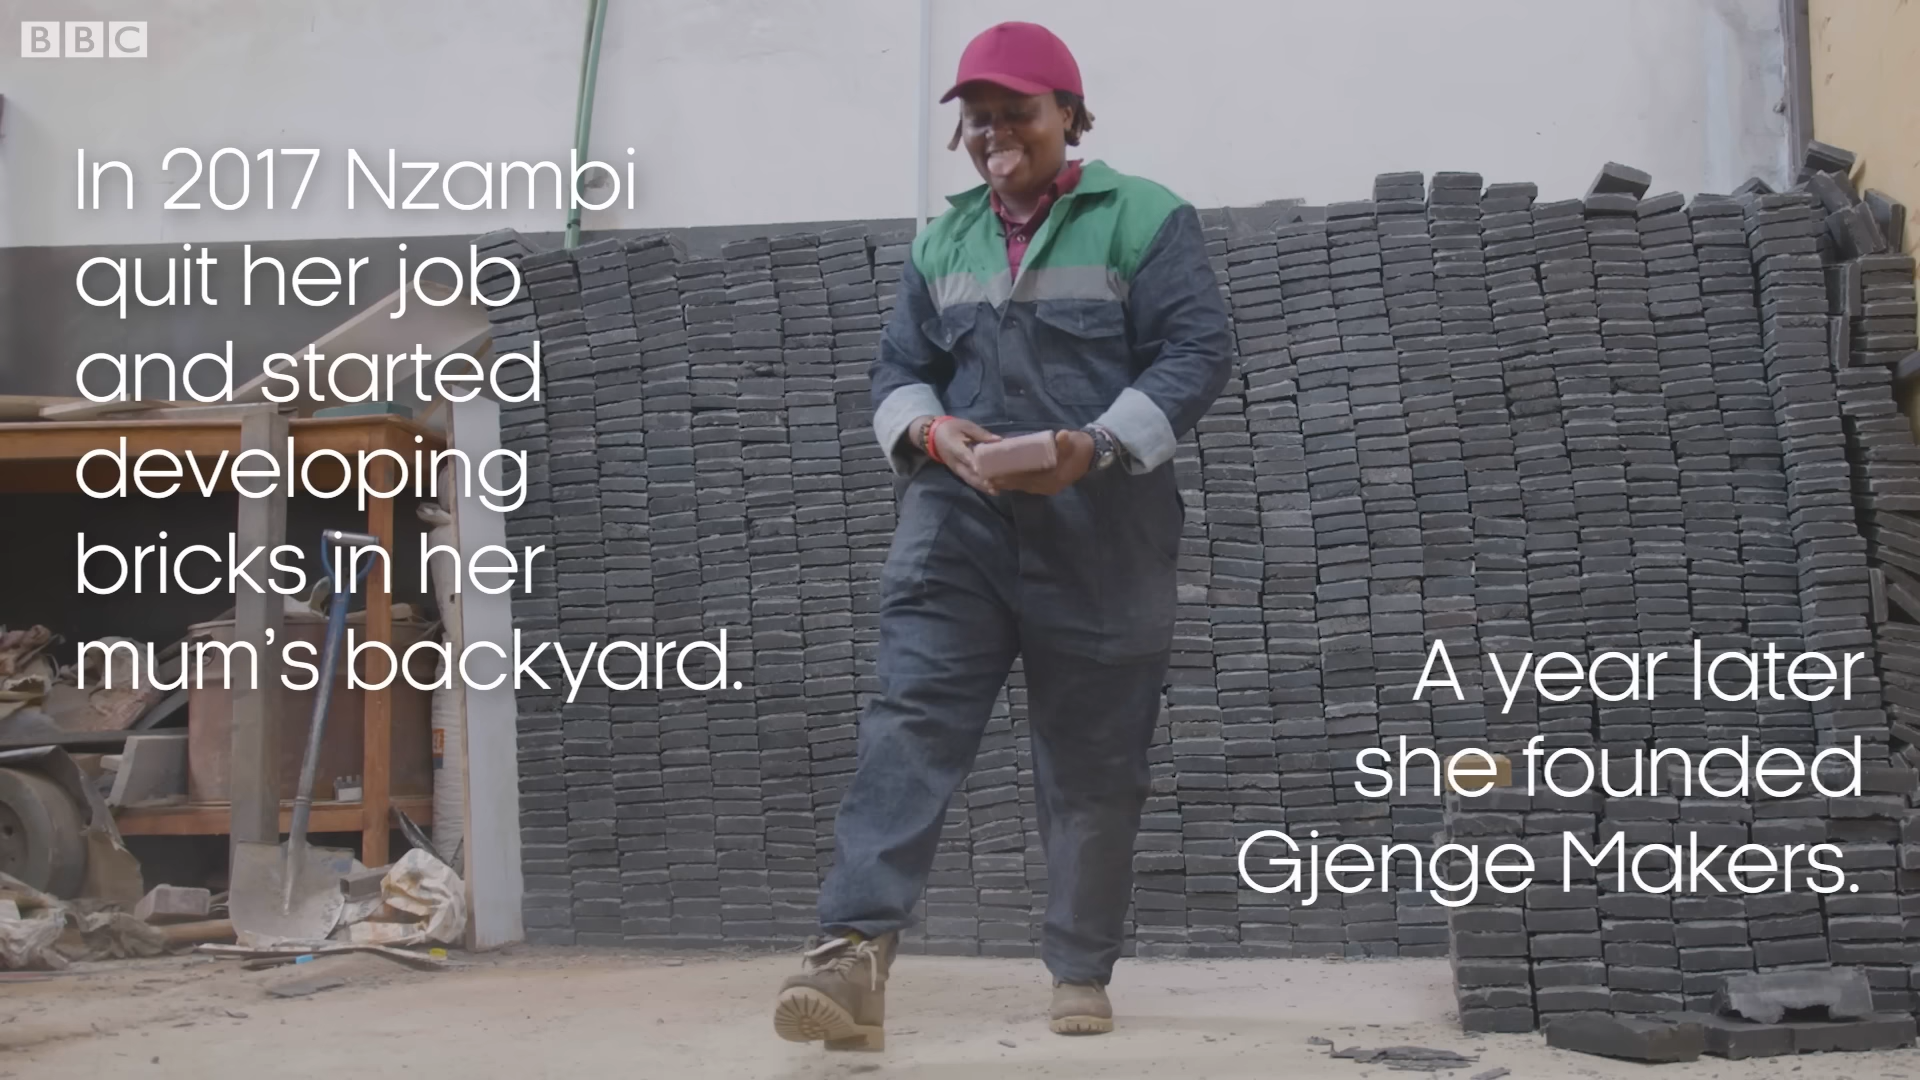 BBC
In 2017 Nzambi
quit her job
and started
developing
bricks in her
mum's backyard.
A year later
she founded
Gjenge Makers.